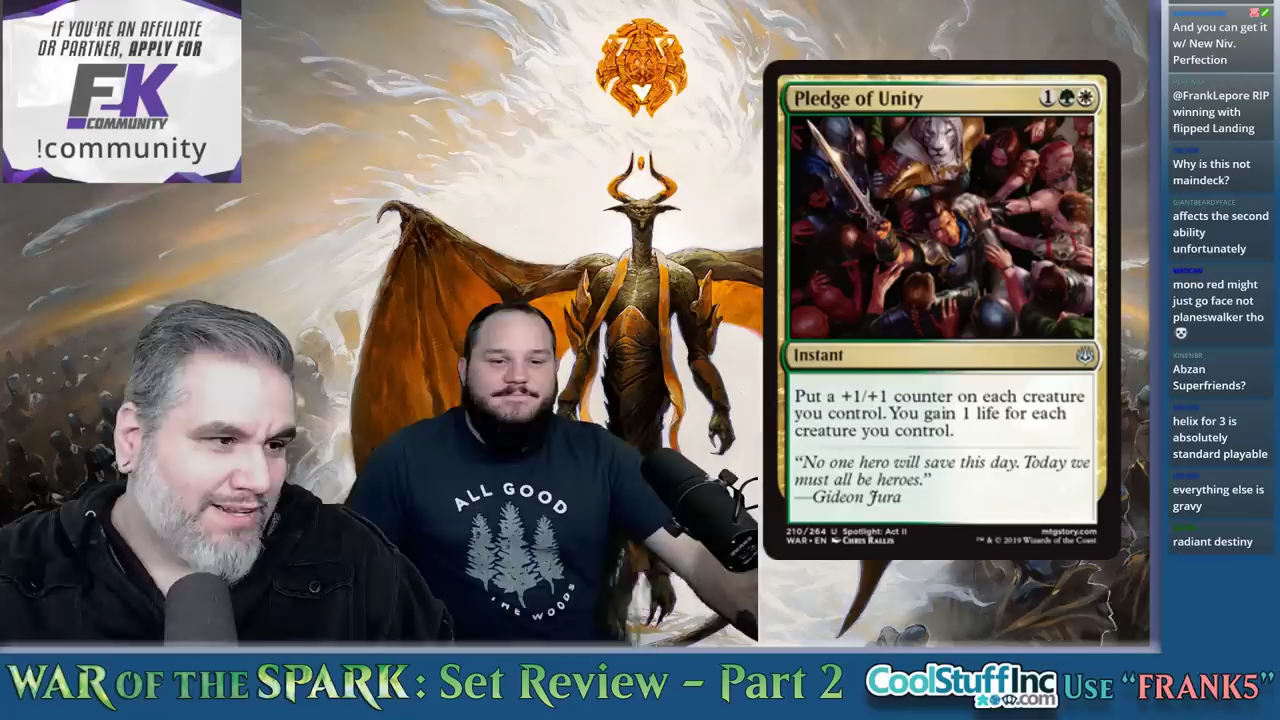 IF YOU'RE AN AFFILIATE
OR PARTNER, APPLY FOR
FK
COMMUNITY
!community
Pledge of Unity
1
Instant
Put a +1/+1 counter on each creature
you control. You gain 1 life for each
creature you control.
"No one hero will save this day. Today we
must all be heroes."
—Gideon Jura
210/264 U Spotlight: Act II
WAR • EN Chris Rallis
mtgstory.com
™ & © 2019 Wizards of the Coast
ALL GOOD
IN THE WOODS
And you can get it
w/ New Niv.
Perfection
@FrankLepore RIP
winning with
flipped Landing
Why is this not
maindeck?
GIANTBEARDYFACE
affects the second
ability
unfortunately
mono red might
just go face not
planeswalker tho
KINENBR
Abzan
Superfriends?
helix for 3 is
absolutely
standard playable
everything else is
gravy
radiant destiny
WAR OF THE SPARK: Set Review - Part 2
CoolStuffInc
.com
Use "FRANK5"